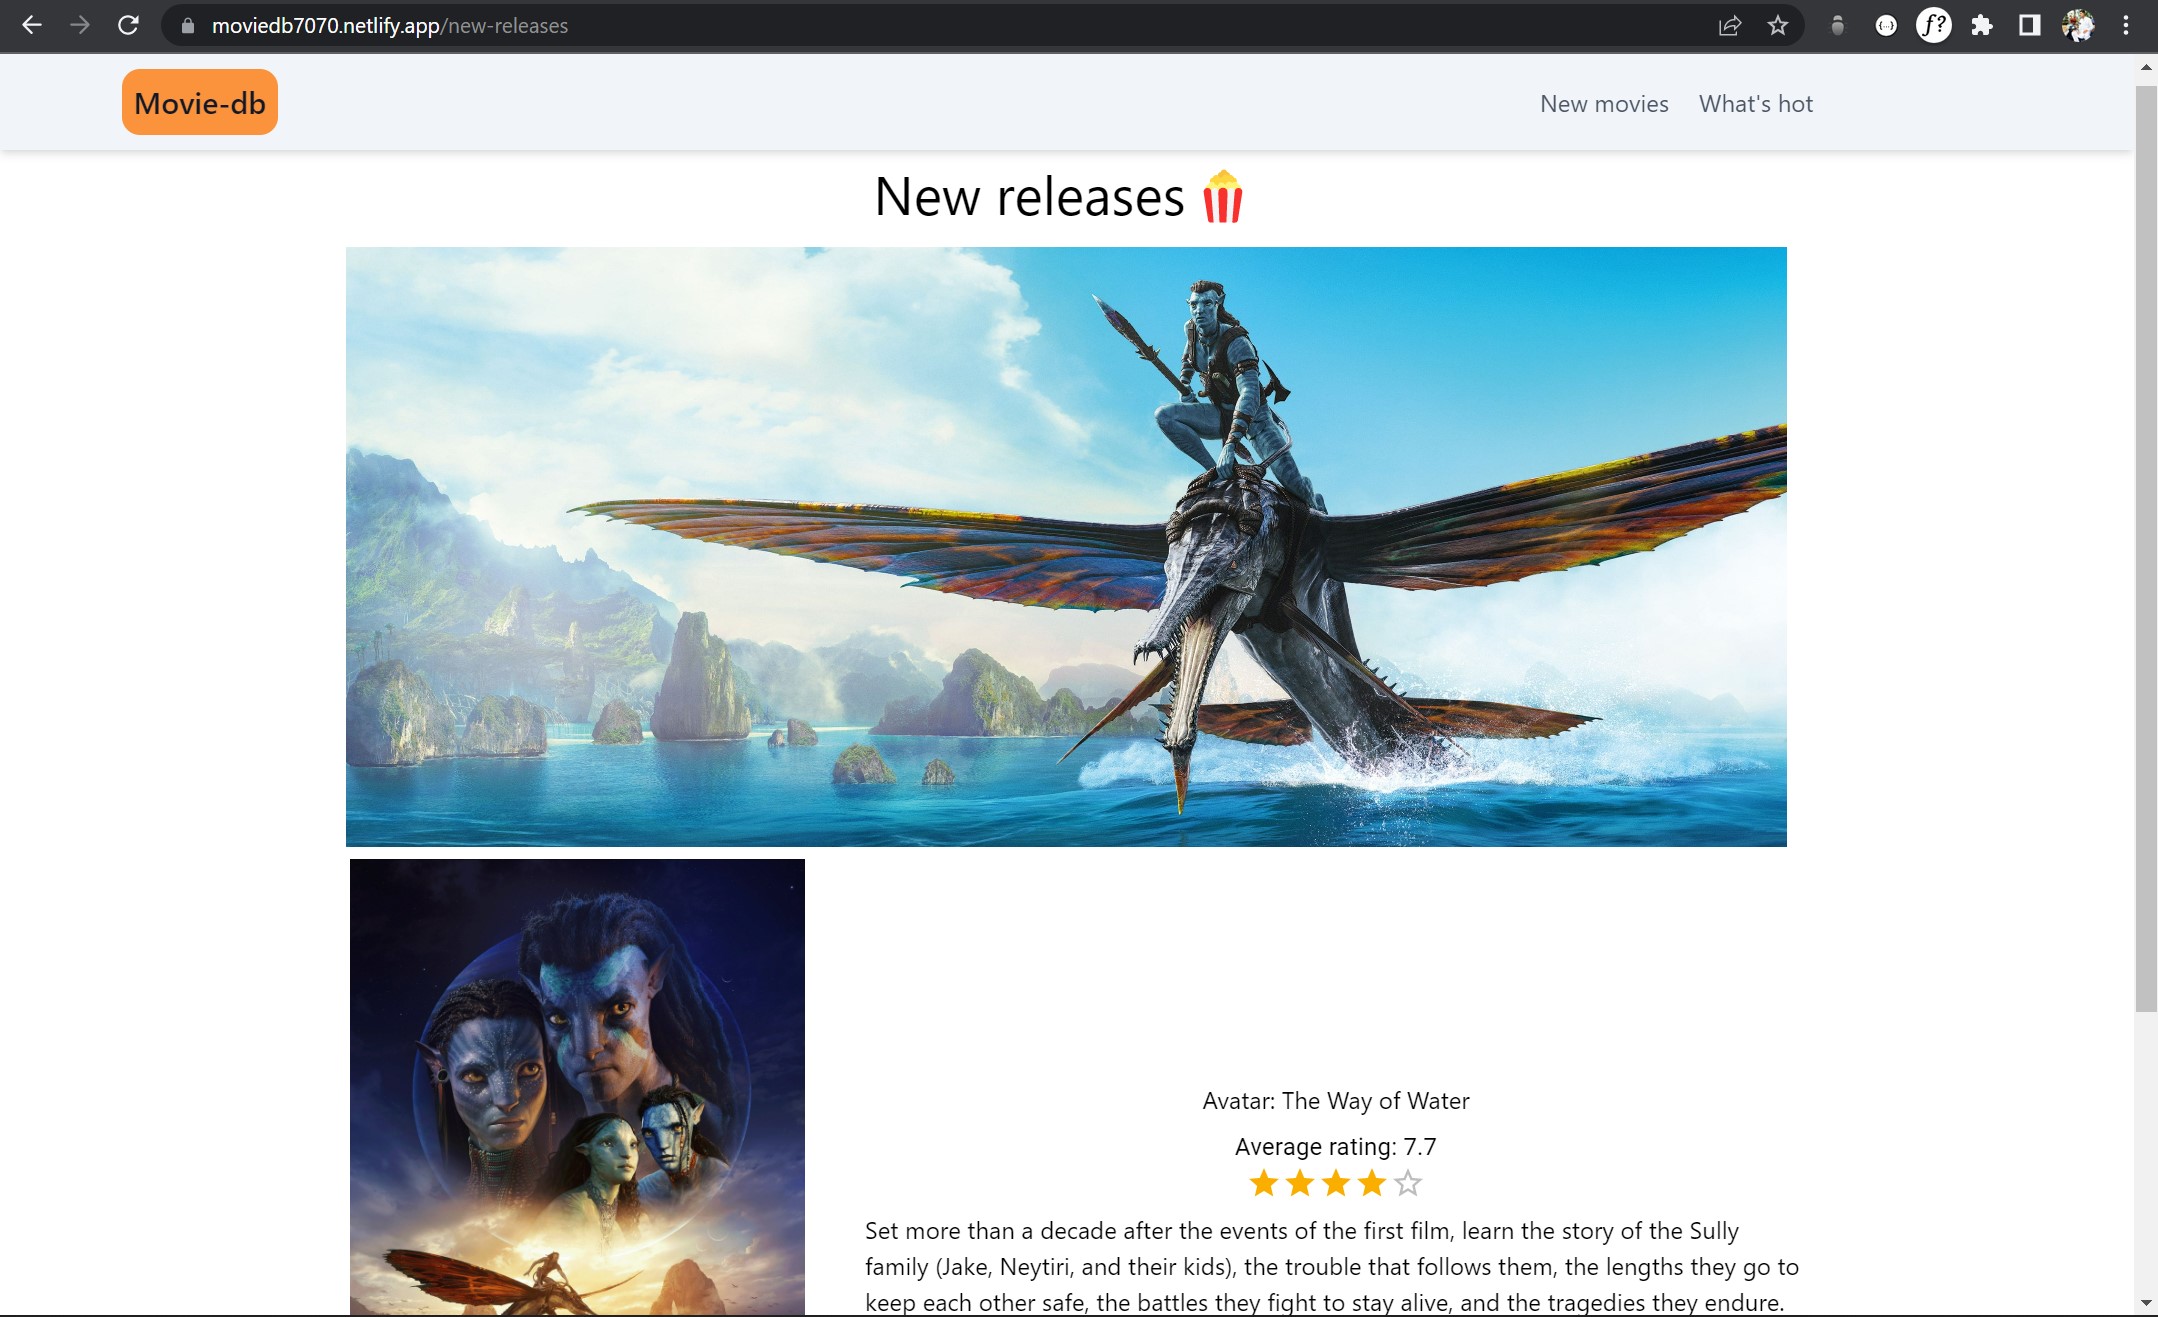 moviedb7070.netlify.app/new-releases
{...}
f?
Movie-db
New movies
What's hot
New releases
Avatar: The Way of Water
Average rating: 7.7
Set more than a decade after the events of the first film, learn the story of the Sully
family (Jake, Neytiri, and their kids), the trouble that follows them, the lengths they go to
keep each other safe, the battles they fight to stay alive, and the tragedies they endure.